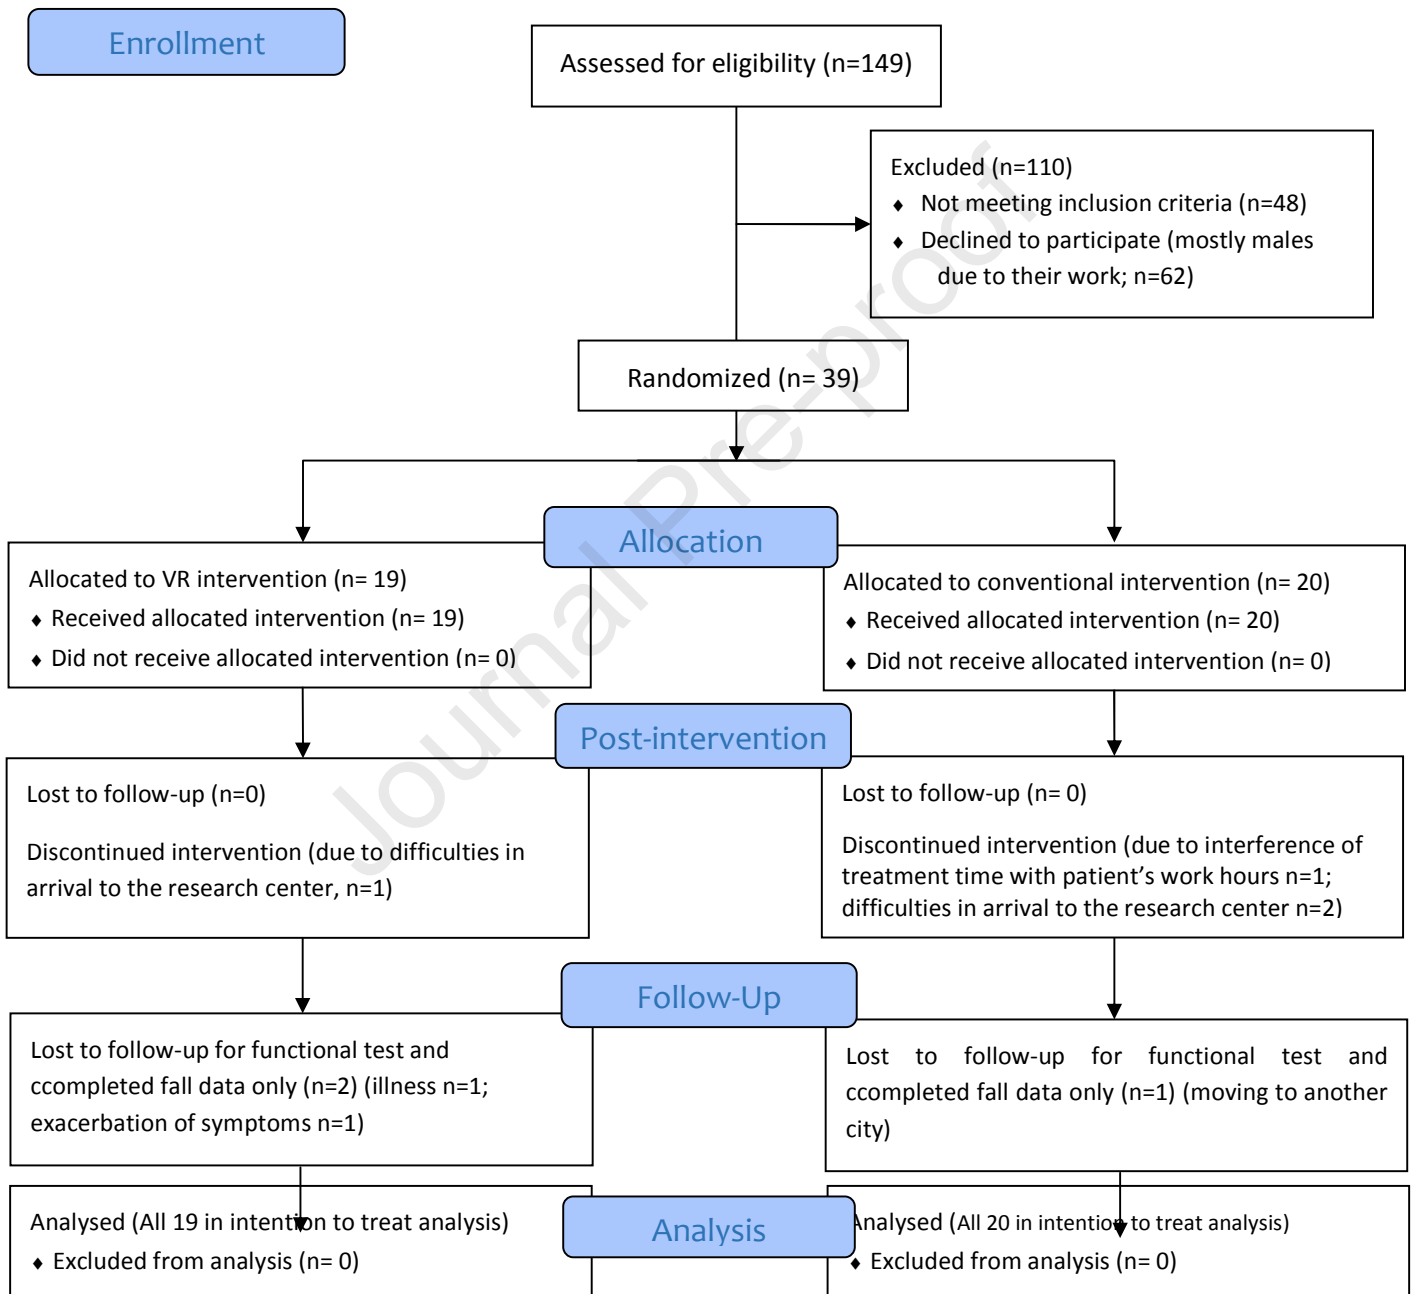 Enrollment
Assessed for eligibility (n=149)
Excluded (n=110)
♦ Not meeting inclusion criteria (n=48)
♦ Declined to participate (mostly males
due to their work; n=62)
Randomized (n= 39)
Allocation
Allocated to VR intervention (n= 19)
♦ Received allocated intervention (n= 19)
♦ Did not receive allocated intervention (n= 0)
Allocated to conventional intervention (n= 20)
♦ Received allocated intervention (n= 20)
♦ Did not receive allocated intervention (n= 0)
Post-intervention
Lost to follow-up (n=0)
Discontinued intervention (due to difficulties in
arrival to the research center, n=1)
Lost to follow-up (n= 0)
Discontinued intervention (due to interference of
treatment time with patient's work hours n=1;
difficulties in arrival to the research center n=2)
Follow-Up
Lost to follow-up for functional test and
ccompleted fall data only (n=2) (illness n=1;
exacerbation of symptoms n=1)
Lost to follow-up for functional test and
ccompleted fall data only (n=1) (moving to another
city)
Analysis
Analysed (All 19 in intention to treat analysis)
♦ Excluded from analysis (n= 0)
Analysed (All 20 in intention to treat analysis)
♦ Excluded from analysis (n= 0)
Journal Pre-proof